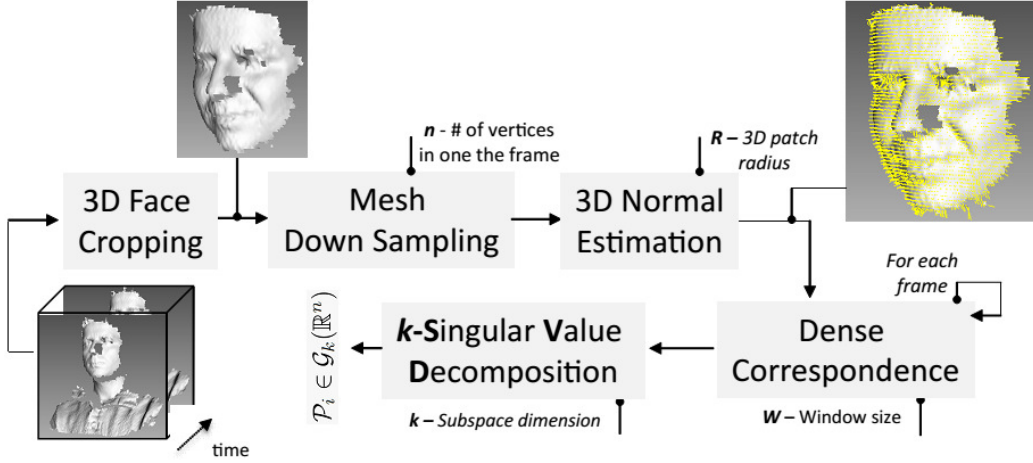 n - # of vertices
in one the frame
R – 3D patch
radius
3D Face
Cropping
Mesh
Down Sampling
3D Normal
Estimation
For each
frame
Dense
Correspondence
k-Singular Value
Decomposition
𝒫ᵢ ∈ 𝒢ₖ(ℝⁿ)
k – Subspace dimension
W – Window size
time